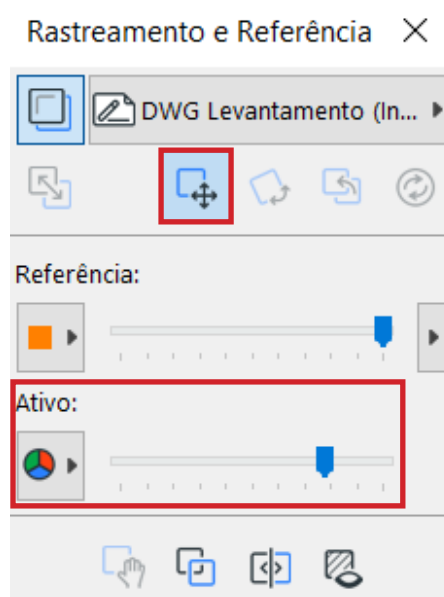 Rastreamento e Referência
DWG Levantamento (In...
Referência:
Ativo: